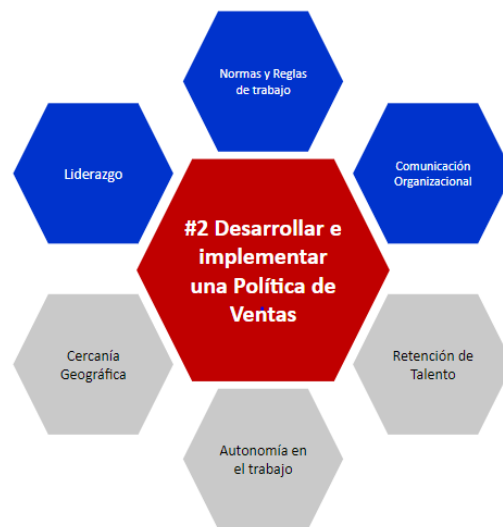 Normas y Reglas
de trabajo
Liderazgo
Comunicación
Organizacional
#2 Desarrollar e
implementar
una Política de
Ventas
Cercanía
Geográfica
Retención de
Talento
Autonomía en
el trabajo